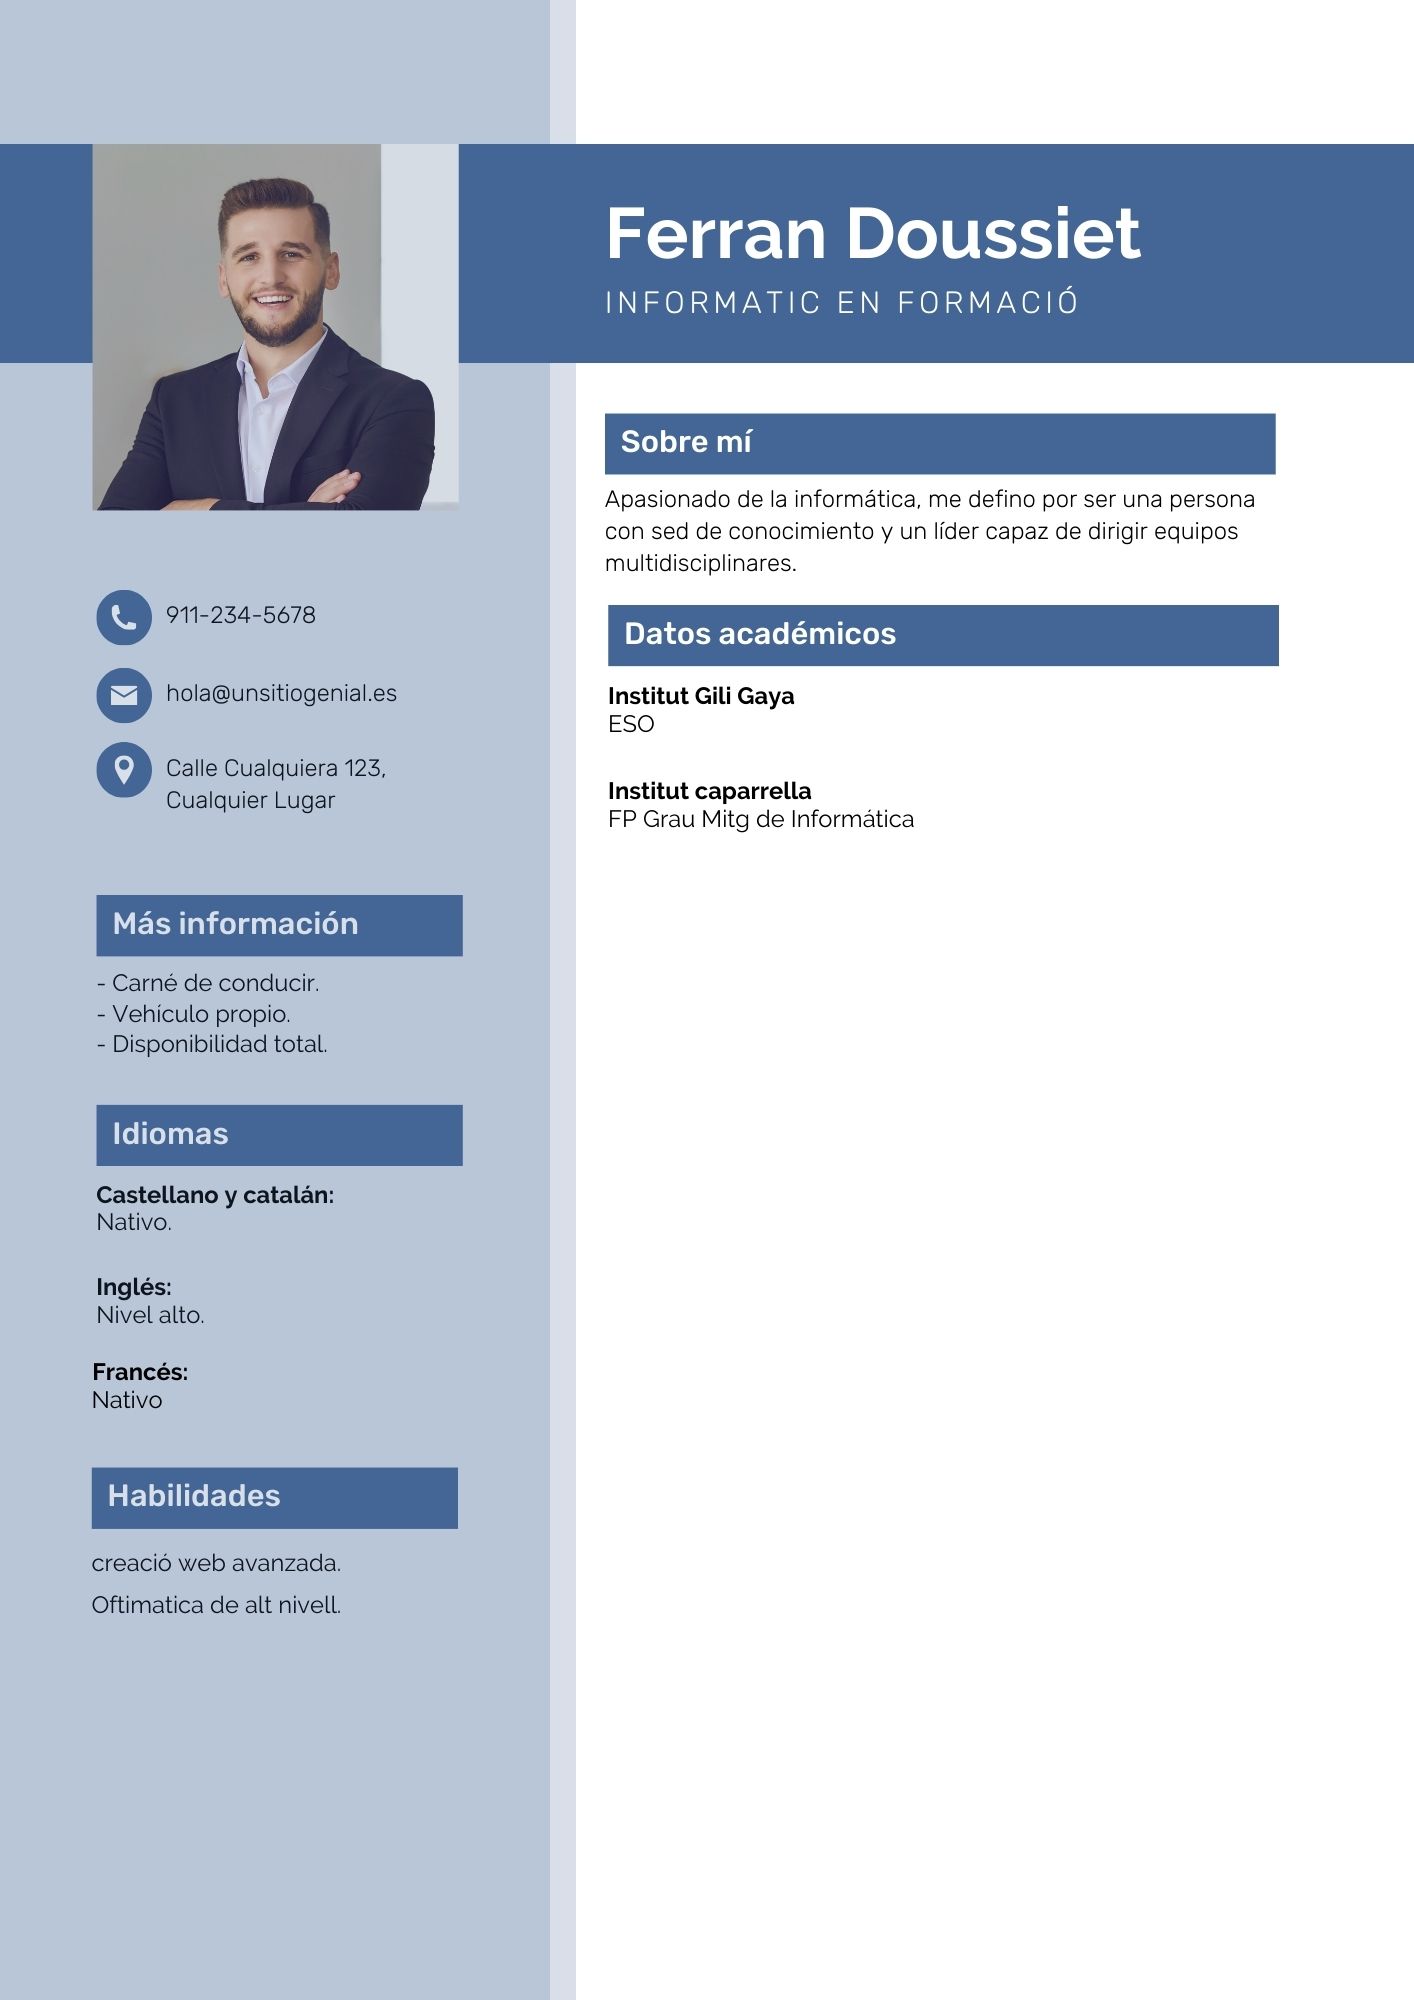 Ferran Doussiet
INFORMATIC EN FORMACIÓ
911-234-5678
hola@unsitiogenial.es
Calle Cualquiera 123,
Cualquier Lugar
Más información
- Carné de conducir.
- Vehículo propio.
- Disponibilidad total.
Idiomas
Castellano y catalán:
Nativo.
Inglés:
Nivel alto.
Francés:
Nativo
Habilidades
creació web avanzada.
Oftimatica de alt nivell.
Sobre mí
Apasionado de la informática, me defino por ser una persona
con sed de conocimiento y un líder capaz de dirigir equipos
multidisciplinares.
Datos académicos
Institut Gili Gaya
ESO
Institut caparrella
FP Grau Mitg de Informática